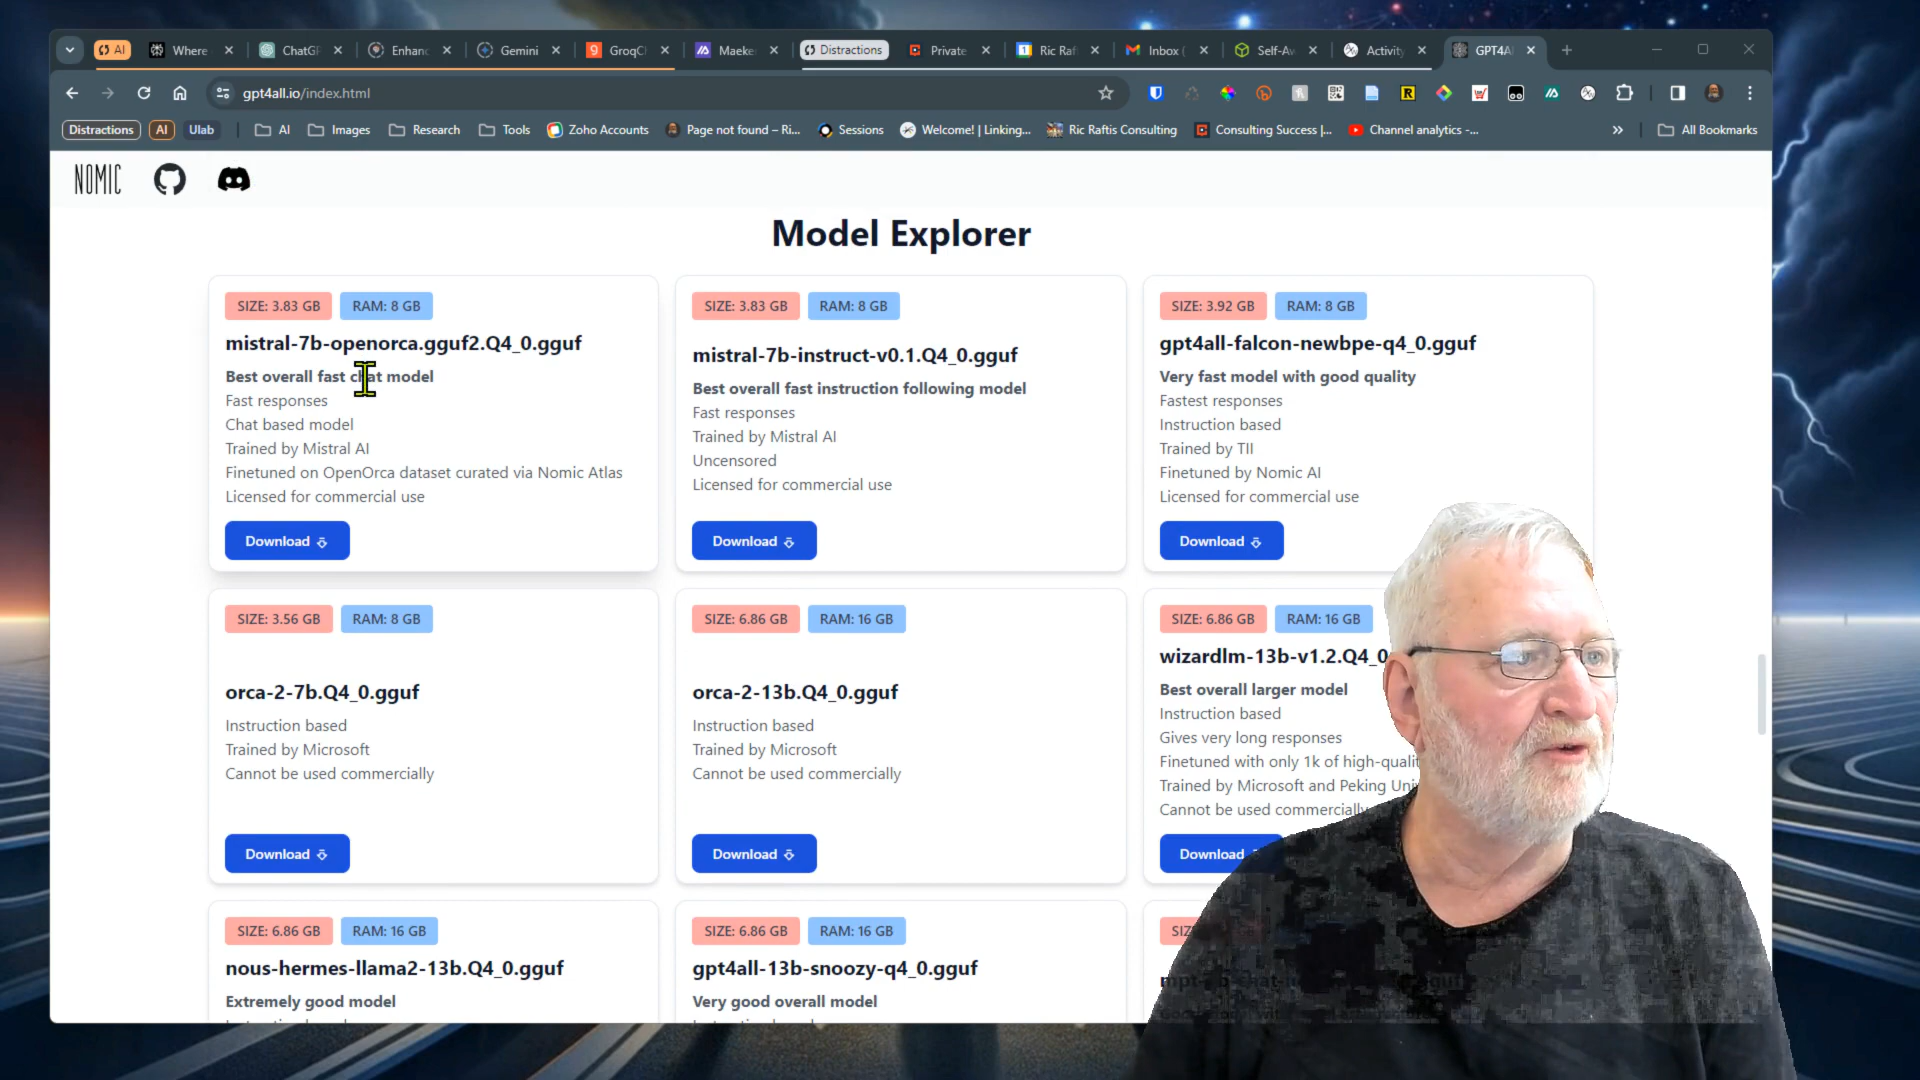 AI
Where
ChatG
Enhanc
Gemini
GroqC
Maeke
Distractions
Private
Ric Raf
Inbox (
Self-Aw
Activity
GPT4A
gpt4all.io/index.html
Distractions
AI
Ulab
AI
Images
Research
Tools
Zoho Accounts
Page not found – Ri...
Sessions
Welcome! | Linking...
Ric Raftis Consulting
Consulting Success |...
Channel analytics -...
»
All Bookmarks
NOMIC
Model Explorer
SIZE: 3.83 GB
RAM: 8 GB
mistral-7b-openorca.gguf2.Q4_0.gguf
Best overall fast chat model
Fast responses
Chat based model
Trained by Mistral AI
Finetuned on OpenOrca dataset curated via Nomic Atlas
Licensed for commercial use
Download
SIZE: 3.83 GB
RAM: 8 GB
mistral-7b-instruct-v0.1.Q4_0.gguf
Best overall fast instruction following model
Fast responses
Trained by Mistral AI
Uncensored
Licensed for commercial use
Download
SIZE: 3.92 GB
RAM: 8 GB
gpt4all-falcon-newbpe-q4_0.gguf
Very fast model with good quality
Fastest responses
Instruction based
Trained by TII
Finetuned by Nomic AI
Licensed for commercial use
Download
SIZE: 3.56 GB
RAM: 8 GB
orca-2-7b.Q4_0.gguf
Instruction based
Trained by Microsoft
Cannot be used commercially
Download
SIZE: 6.86 GB
RAM: 16 GB
orca-2-13b.Q4_0.gguf
Instruction based
Trained by Microsoft
Cannot be used commercially
Download
SIZE: 6.86 GB
RAM: 16 GB
wizardlm-13b-v1.2.Q4_0
Best overall larger model
Instruction based
Gives very long responses
Finetuned with only 1k of high-qualit
Trained by Microsoft and Peking Uni
Cannot be used commercially
Download
SIZE: 6.86 GB
RAM: 16 GB
nous-hermes-llama2-13b.Q4_0.gguf
Extremely good model
SIZE: 6.86 GB
RAM: 16 GB
gpt4all-13b-snoozy-q4_0.gguf
Very good overall model
SIZ